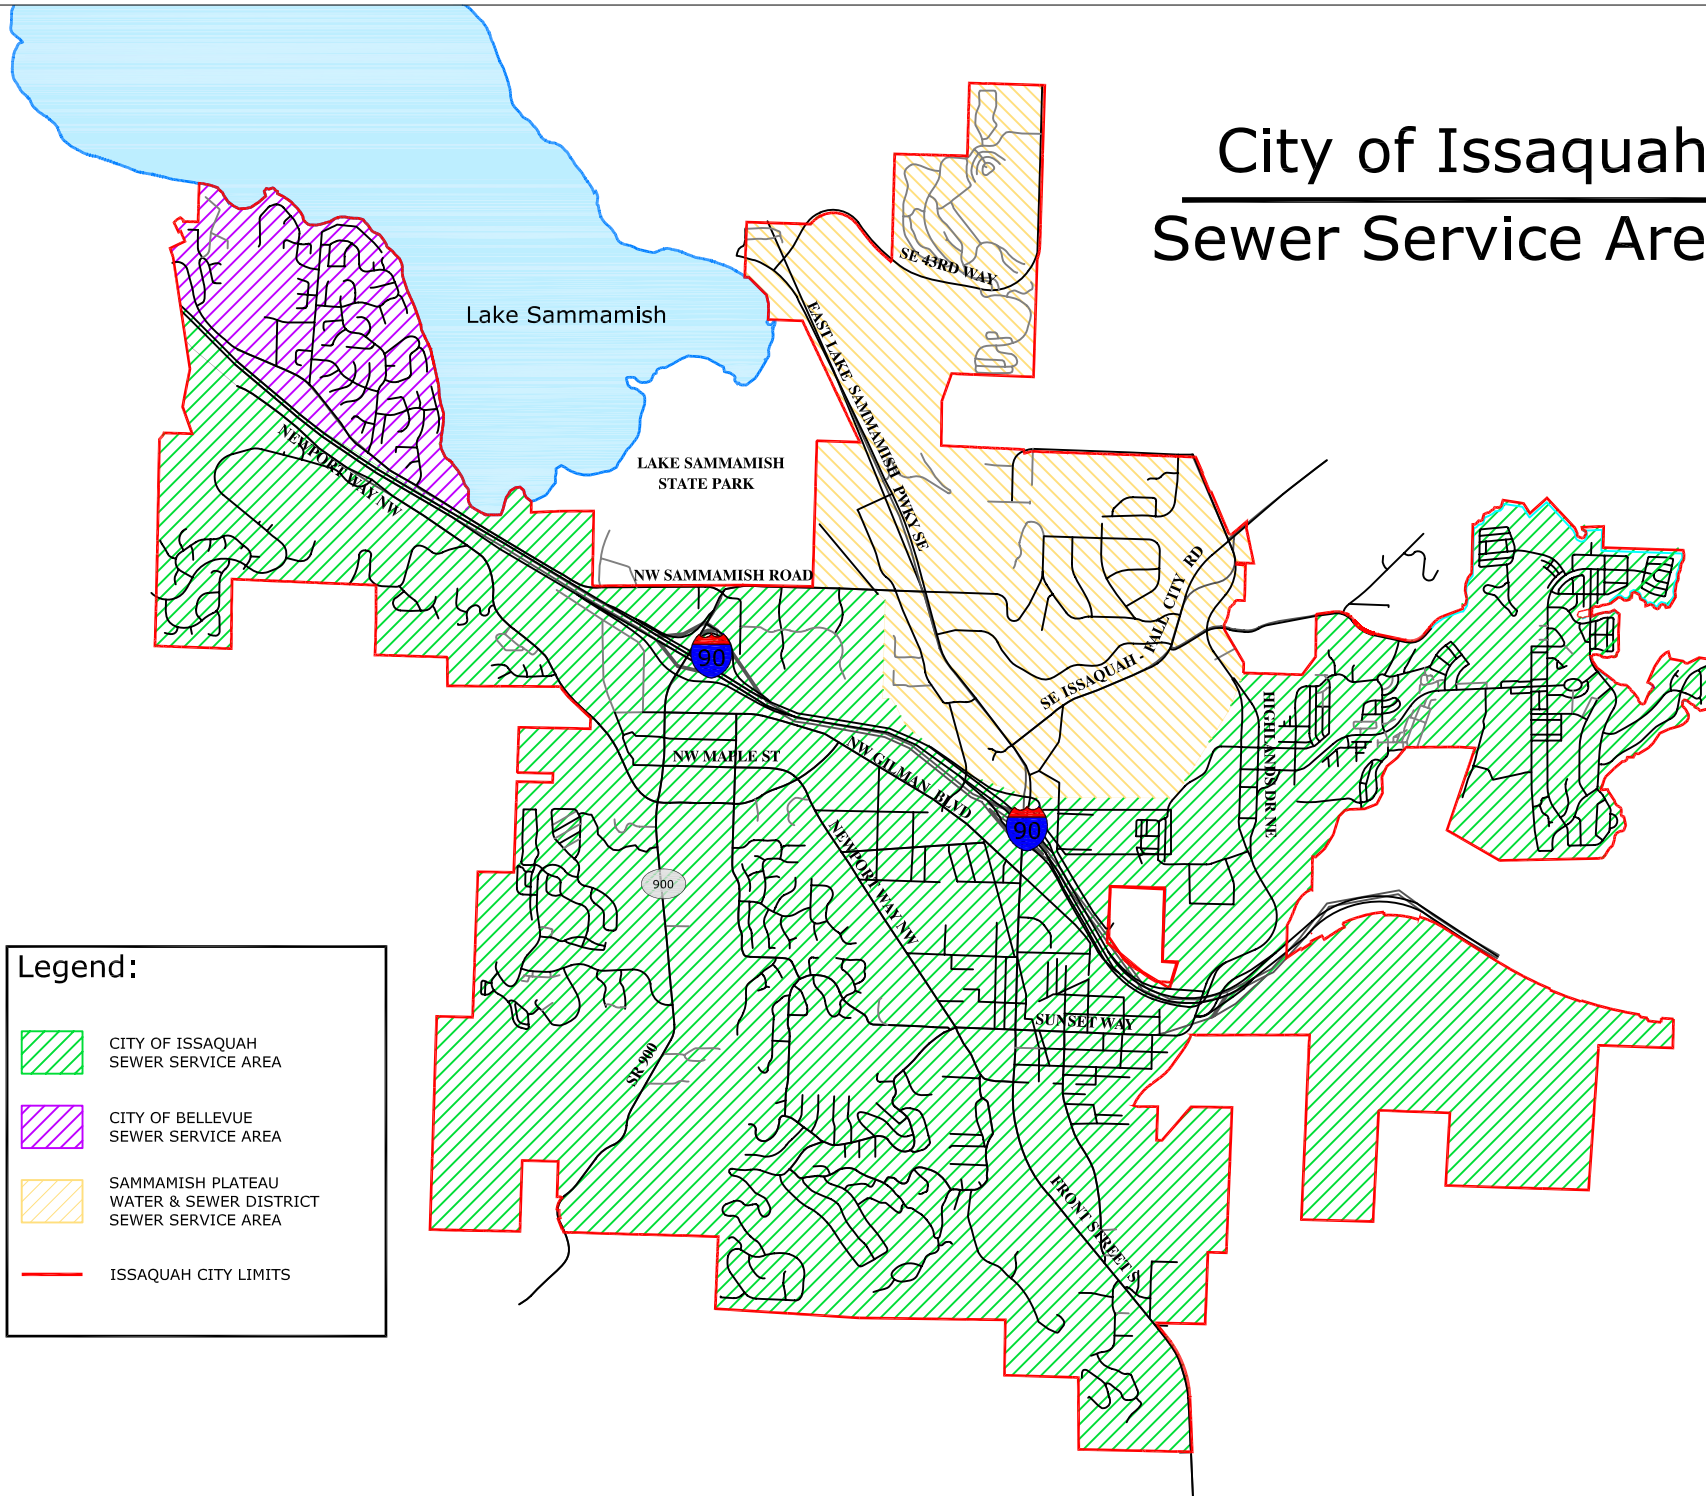 City of Issaquah
Sewer Service Are
SE 43RD WAY
Lake Sammamish
EAST LAKE SAMMAMISH PWKY SE
NEWPORT WAY NW
LAKE SAMMAMISH
STATE PARK
NW SAMMAMISH ROAD
SE ISSAQUAH - FALL CITY RD
90
HIGHLANDS DR NE
NW MAPLE ST
NW GILMAN BLVD
90
NEWPORT WAY NW
900
SUNSET WAY
SR 900
FRONT STREET S
Legend:
CITY OF ISSAQUAH
SEWER SERVICE AREA
CITY OF BELLEVUE
SEWER SERVICE AREA
SAMMAMISH PLATEAU
WATER & SEWER DISTRICT
SEWER SERVICE AREA
ISSAQUAH CITY LIMITS